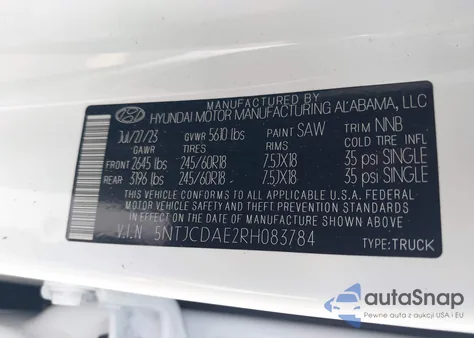 MANUFACTURED BY
HYUNDAI MOTOR MANUFACTURING ALABAMA, LLC
Jul/27/23 GVWR 5610 lbs PAINT SAW TRIM NNB
GAWR TIRES RIMS COLD TIRE INFL
FRONT 2645 lbs 245/60R18 7.5JX18 35 psi SINGLE
REAR 3196 lbs 245/60R18 7.5JX18 35 psi SINGLE
THIS VEHICLE CONFORMS TO ALL APPLICABLE U.S.A. FEDERAL
MOTOR VEHICLE SAFETY AND THEFT PREVENTION STANDARDS
IN EFFECT ON THE DATE OF MANUFACTURE SHOWN ABOVE.
V.I.N 5NTJCDAE2RH083784 TYPE:TRUCK
autoSnap
Pewne auta z aukcji USA i EU